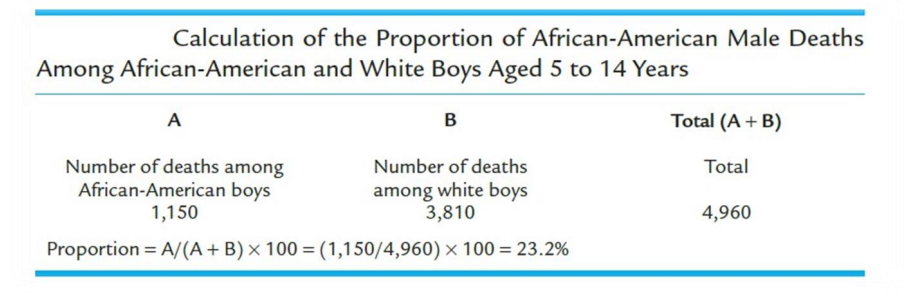 Calculation of the Proportion of African-American Male Deaths
Among African-American and White Boys Aged 5 to 14 Years
A B Total (A + B)
Number of deaths among Number of deaths Total
African-American boys among white boys
1,150 3,810 4,960
Proportion = A/(A + B) × 100 = (1,150/4,960) × 100 = 23.2%